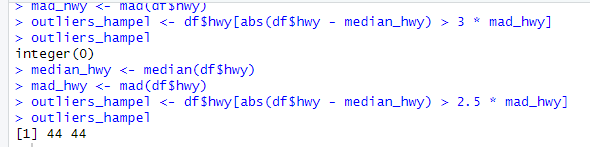 > mad_hwy <- mad(df$hwy)
> outliers_hampel <- df$hwy[abs(df$hwy - median_hwy) > 3 * mad_hwy]
> outliers_hampel
integer(0)
> median_hwy <- median(df$hwy)
> mad_hwy <- mad(df$hwy)
> outliers_hampel <- df$hwy[abs(df$hwy - median_hwy) > 2.5 * mad_hwy]
> outliers_hampel
[1] 44 44